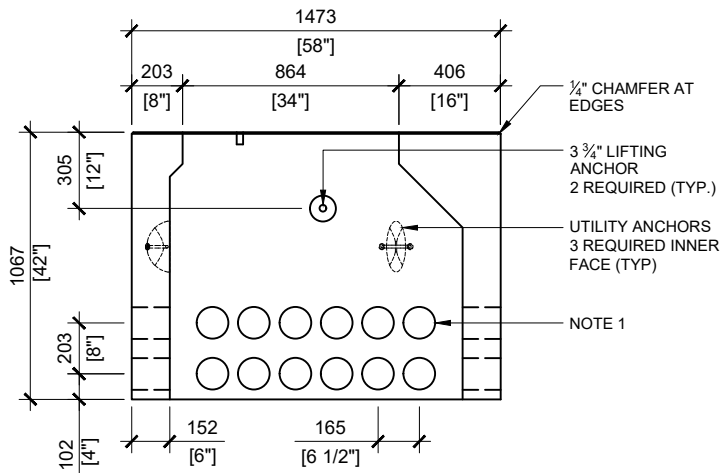 1473
[58"]
203
[8"]
864
[34"]
406
[16"]
¼" CHAMFER AT
EDGES
305
[12"]
3 ¾" LIFTING
ANCHOR
2 REQUIRED (TYP.)
UTILITY ANCHORS
3 REQUIRED INNER
FACE (TYP)
1067
[42"]
203
[8"]
NOTE 1
102
[4"]
152
[6"]
165
[6 1/2"]